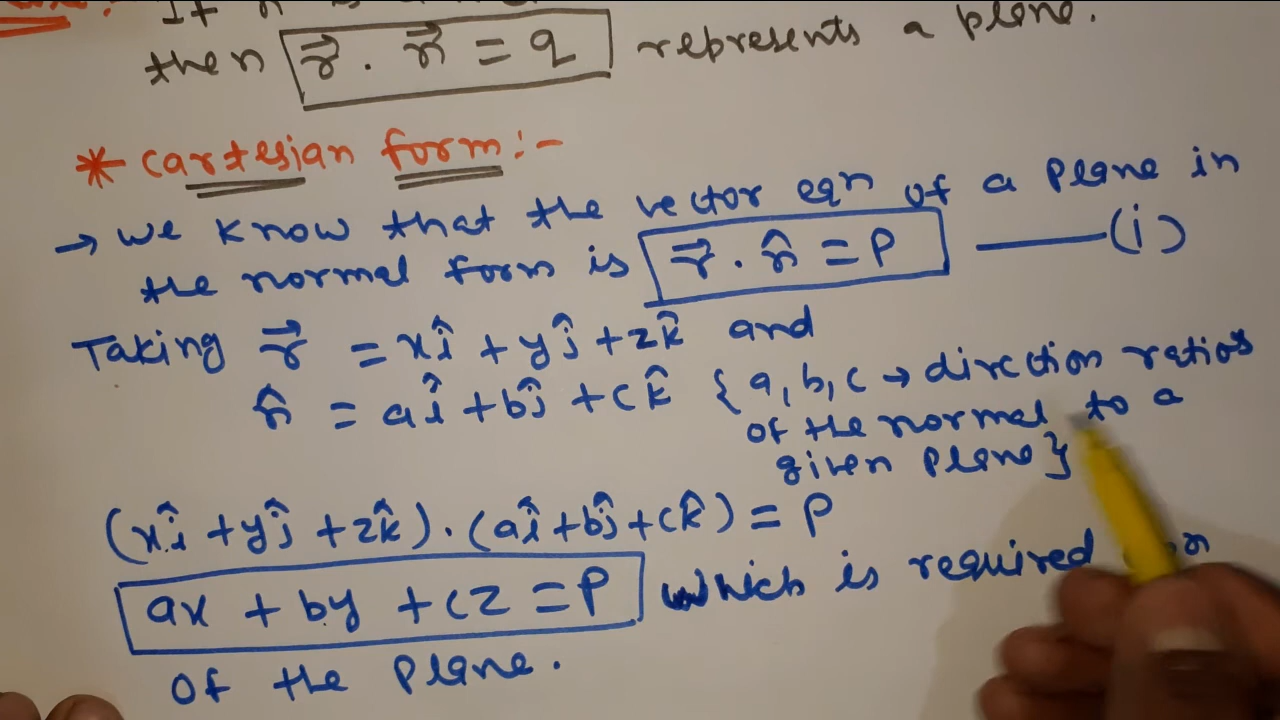 If
then r⃗ . n⃗ = q represents a plane.
* Cartesian form:-
→ we know that the vector eqn of a plane in
the normal form is r⃗ . n̂ = P ——— (i)
Taking r⃗ = xî + yĵ + zk̂ and
n̂ = aî + bĵ + ck̂ { a, b, c → direction ratios
of the normal to a
given plane}
(xî + yĵ + zk̂) . (aî + bĵ + ck̂) = P
ax + by + cz = P which is required
of the plane.